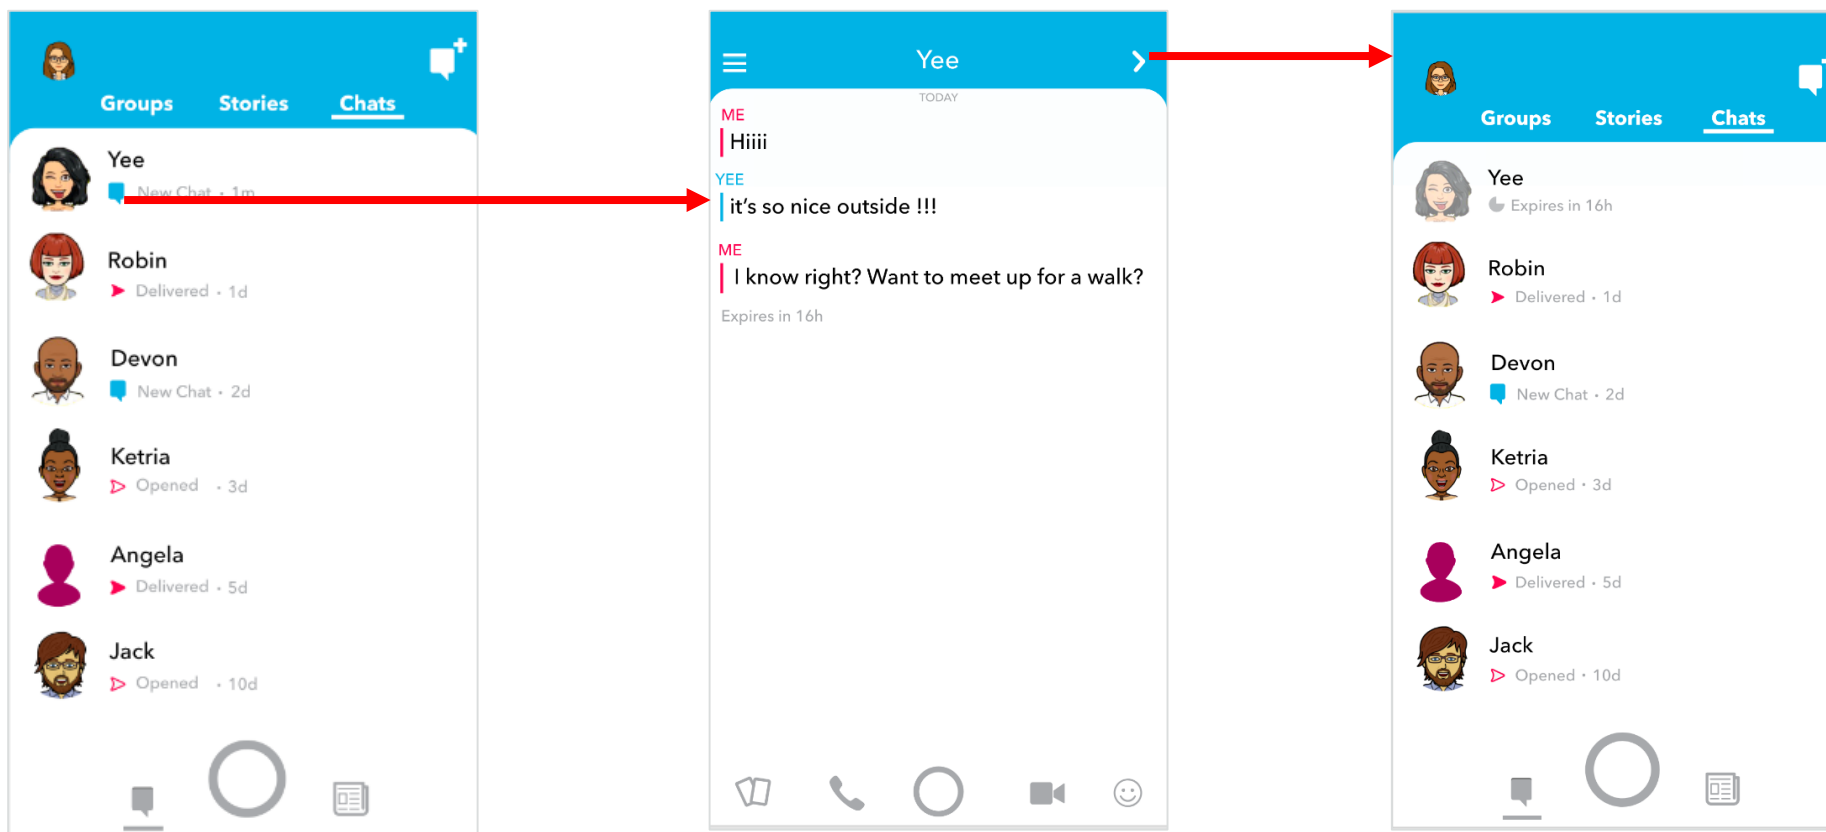 Groups Stories Chats
Yee
New Chat · 1m
Robin
Delivered · 1d
Devon
New Chat · 2d
Ketria
Opened · 3d
Angela
Delivered · 5d
Jack
Opened · 10d
Yee
TODAY
ME
Hiiii
YEE
it's so nice outside !!!
ME
I know right? Want to meet up for a walk?
Expires in 16h
Groups Stories Chats
Yee
Expires in 16h
Robin
Delivered · 1d
Devon
New Chat · 2d
Ketria
Opened · 3d
Angela
Delivered · 5d
Jack
Opened · 10d